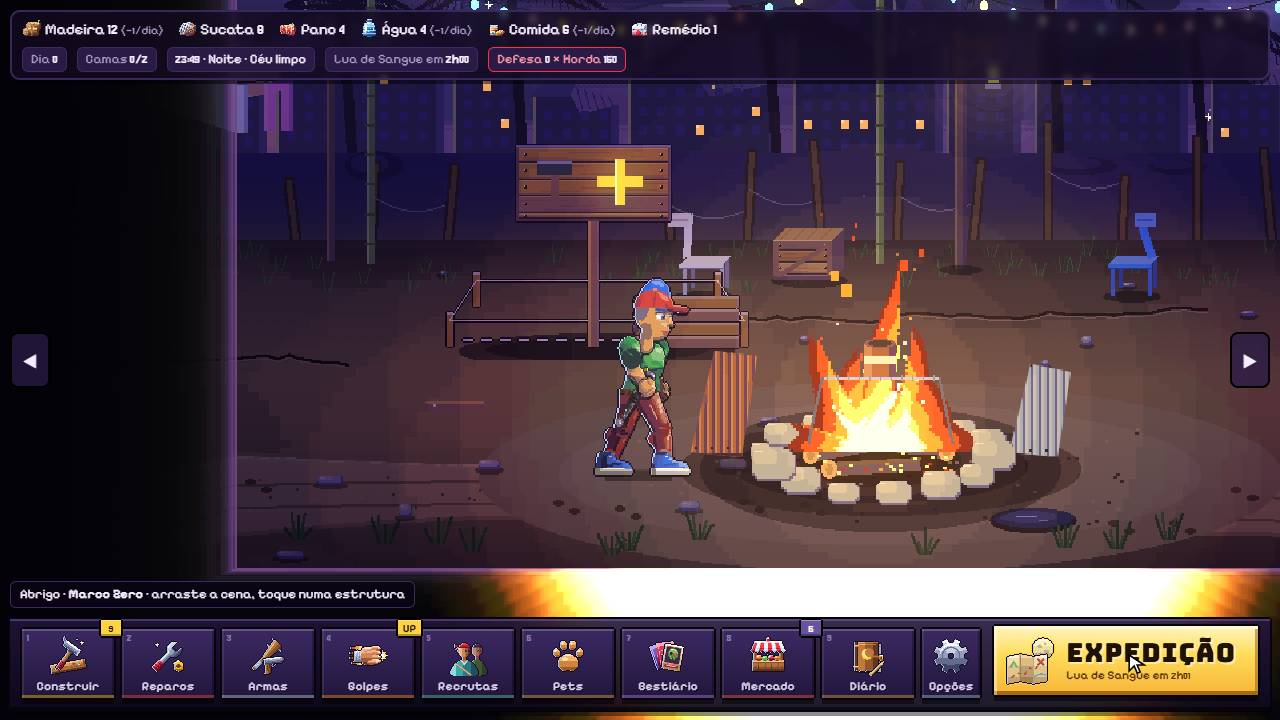 Madeira 12 (-1/dia) Sucata 8 Pano 4 Água 4 (-1/dia) Comida 6 (-1/dia) Remédio 1
Dia 0 Camas 0/2 23:49 · Noite · Céu limpo Lua de Sangue em 2h00 Defesa 0 × Horda 160
Abrigo · Marco Zero · arraste a cena, toque numa estrutura
9 UP 6
1 2 3 4 5 6 7 8 9
Construir Reparos Armas Golpes Recrutas Pets Bestiário Mercado Diário Opções
EXPEDIÇÃO
Lua de Sangue em 2h01